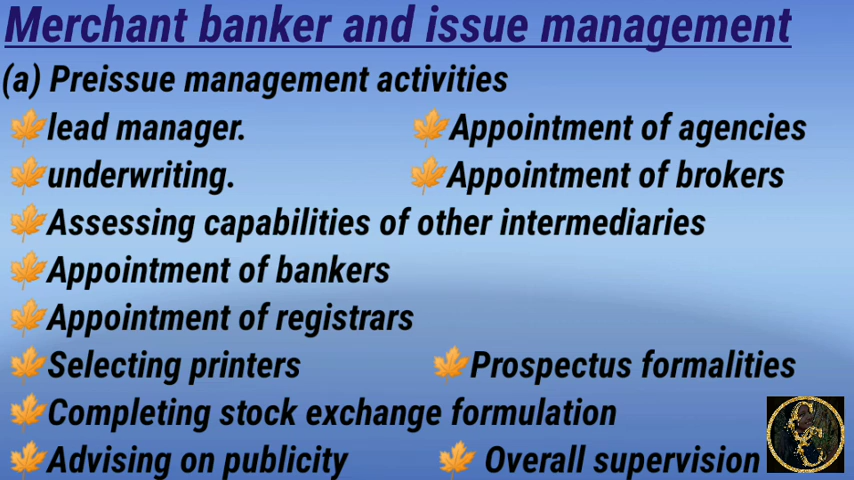 Merchant banker and issue management
(a) Preissue management activities
lead manager. Appointment of agencies
underwriting. Appointment of brokers
Assessing capabilities of other intermediaries
Appointment of bankers
Appointment of registrars
Selecting printers Prospectus formalities
Completing stock exchange formulation
Advising on publicity Overall supervision